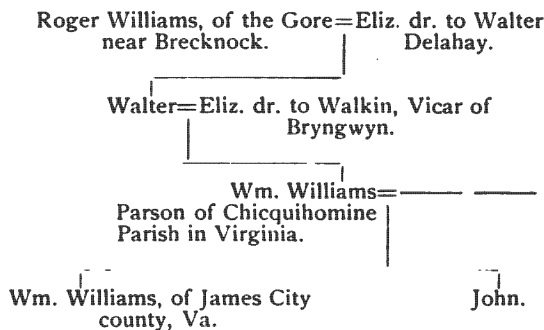 Roger Williams, of the Gore=Eliz. dr. to Walter
near Brecknock. Delahay.
Walter=Eliz. dr. to Walkin, Vicar of
Bryngwyn.
Wm. Williams=—— ——
Parson of Chicquihomine
Parish in Virginia.
Wm. Williams, of James City John.
county, Va.